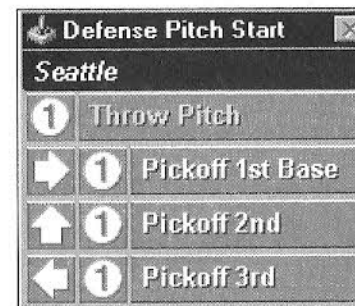 Defense Pitch Start
Seattle
1 Throw Pitch
1 Pickoff 1st Base
1 Pickoff 2nd
1 Pickoff 3rd